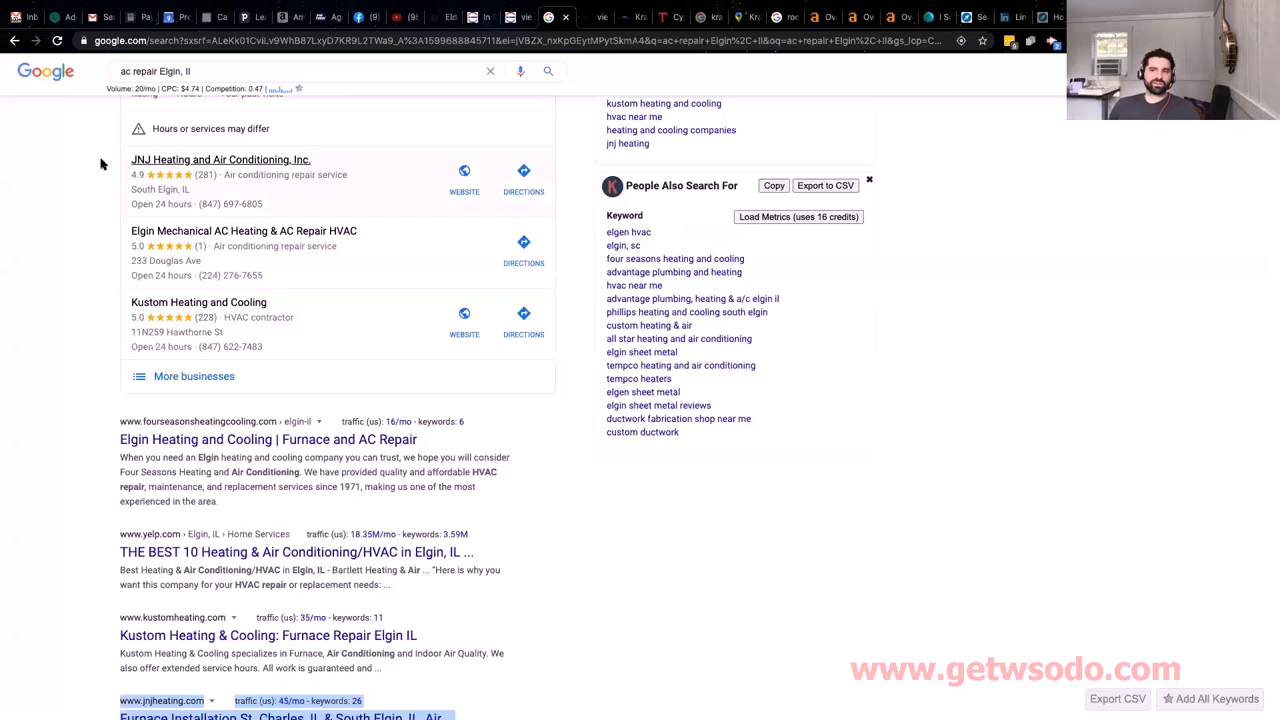 Google
ac repair Elgin, Il
Volume: 20/mo | CPC: $4.74 | Competition: 0.47
Hours or services may differ
JNJ Heating and Air Conditioning, Inc.
4.9 (281) · Air conditioning repair service
South Elgin, IL
Open 24 hours · (847) 697-6805
WEBSITE
DIRECTIONS
Elgin Mechanical AC Heating & AC Repair HVAC
5.0 (1) · Air conditioning repair service
233 Douglas Ave
Open 24 hours · (224) 276-7655
DIRECTIONS
Kustom Heating and Cooling
5.0 (228) · HVAC contractor
11N259 Hawthorne St
Open 24 hours · (847) 622-7483
WEBSITE
DIRECTIONS
More businesses
www.fourseasonsheatingcooling.com › elgin-il traffic (us): 16/mo - keywords: 6
Elgin Heating and Cooling | Furnace and AC Repair
When you need an Elgin heating and cooling company you can trust, we hope you will consider
Four Seasons Heating and Air Conditioning. We have provided quality and affordable HVAC
repair, maintenance, and replacement services since 1971, making us one of the most
experienced in the area.
www.yelp.com › Elgin, IL › Home Services traffic (us): 18.35M/mo - keywords: 3.59M
THE BEST 10 Heating & Air Conditioning/HVAC in Elgin, IL ...
Best Heating & Air Conditioning/HVAC in Elgin, IL - Bartlett Heating & Air ... "Here is why you
want this company for your HVAC repair or replacement needs: ...
www.kustomheating.com traffic (us): 35/mo - keywords: 11
Kustom Heating & Cooling: Furnace Repair Elgin IL
Kustom Heating & Cooling specializes in Furnace, Air Conditioning and Indoor Air Quality. We
also offer extended service hours. All work is guaranteed and ...
www.jnjheating.com traffic (us): 45/mo - keywords: 26
Furnace Installation St. Charles, IL & South Elgin, IL, Air
kustom heating and cooling
hvac near me
heating and cooling companies
jnj heating
People Also Search For
Copy
Export to CSV
Keyword
Load Metrics (uses 16 credits)
elgen hvac
elgin, sc
four seasons heating and cooling
advantage plumbing and heating
hvac near me
advantage plumbing, heating & a/c elgin il
phillips heating and cooling south elgin
custom heating & air
all star heating and air conditioning
elgin sheet metal
tempco heating and air conditioning
tempco heaters
elgen sheet metal
elgin sheet metal reviews
ductwork fabrication shop near me
custom ductwork
www.getwsodo.com
Export CSV
Add All Keywords